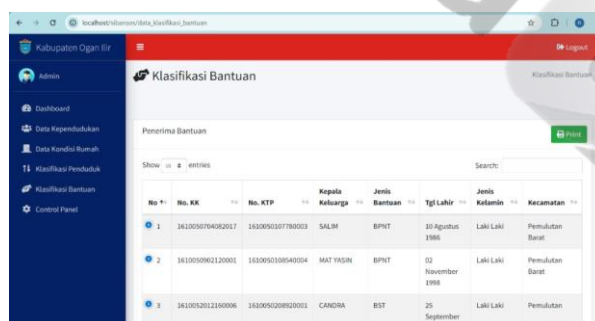 localhost/sibansos/data_klasifikasi_bantuan
Kabupaten Ogan Ilir
Logout
Admin
Klasifikasi Bantuan
Klasifikasi Bantuan
Dashboard
Data Kependudukan
Data Kondisi Rumah
Klasifikasi Penduduk
Klasifikasi Bantuan
Control Panel
Penerima Bantuan
Print
Show 10 entries
Search:
No No. KK No. KTP Kepala Keluarga Jenis Bantuan Tgl Lahir Jenis Kelamin Kecamatan
1 1610050704082017 1610050107780003 SALIM BPNT 10 Agustus 1986 Laki Laki Pemulutan Barat
2 1610050902120001 1610050108540004 MAT YASIN BPNT 02 November 1998 Laki Laki Pemulutan Barat
3 1610052012160006 1610050208920001 CANDRA BST 25 September Laki Laki Pemulutan